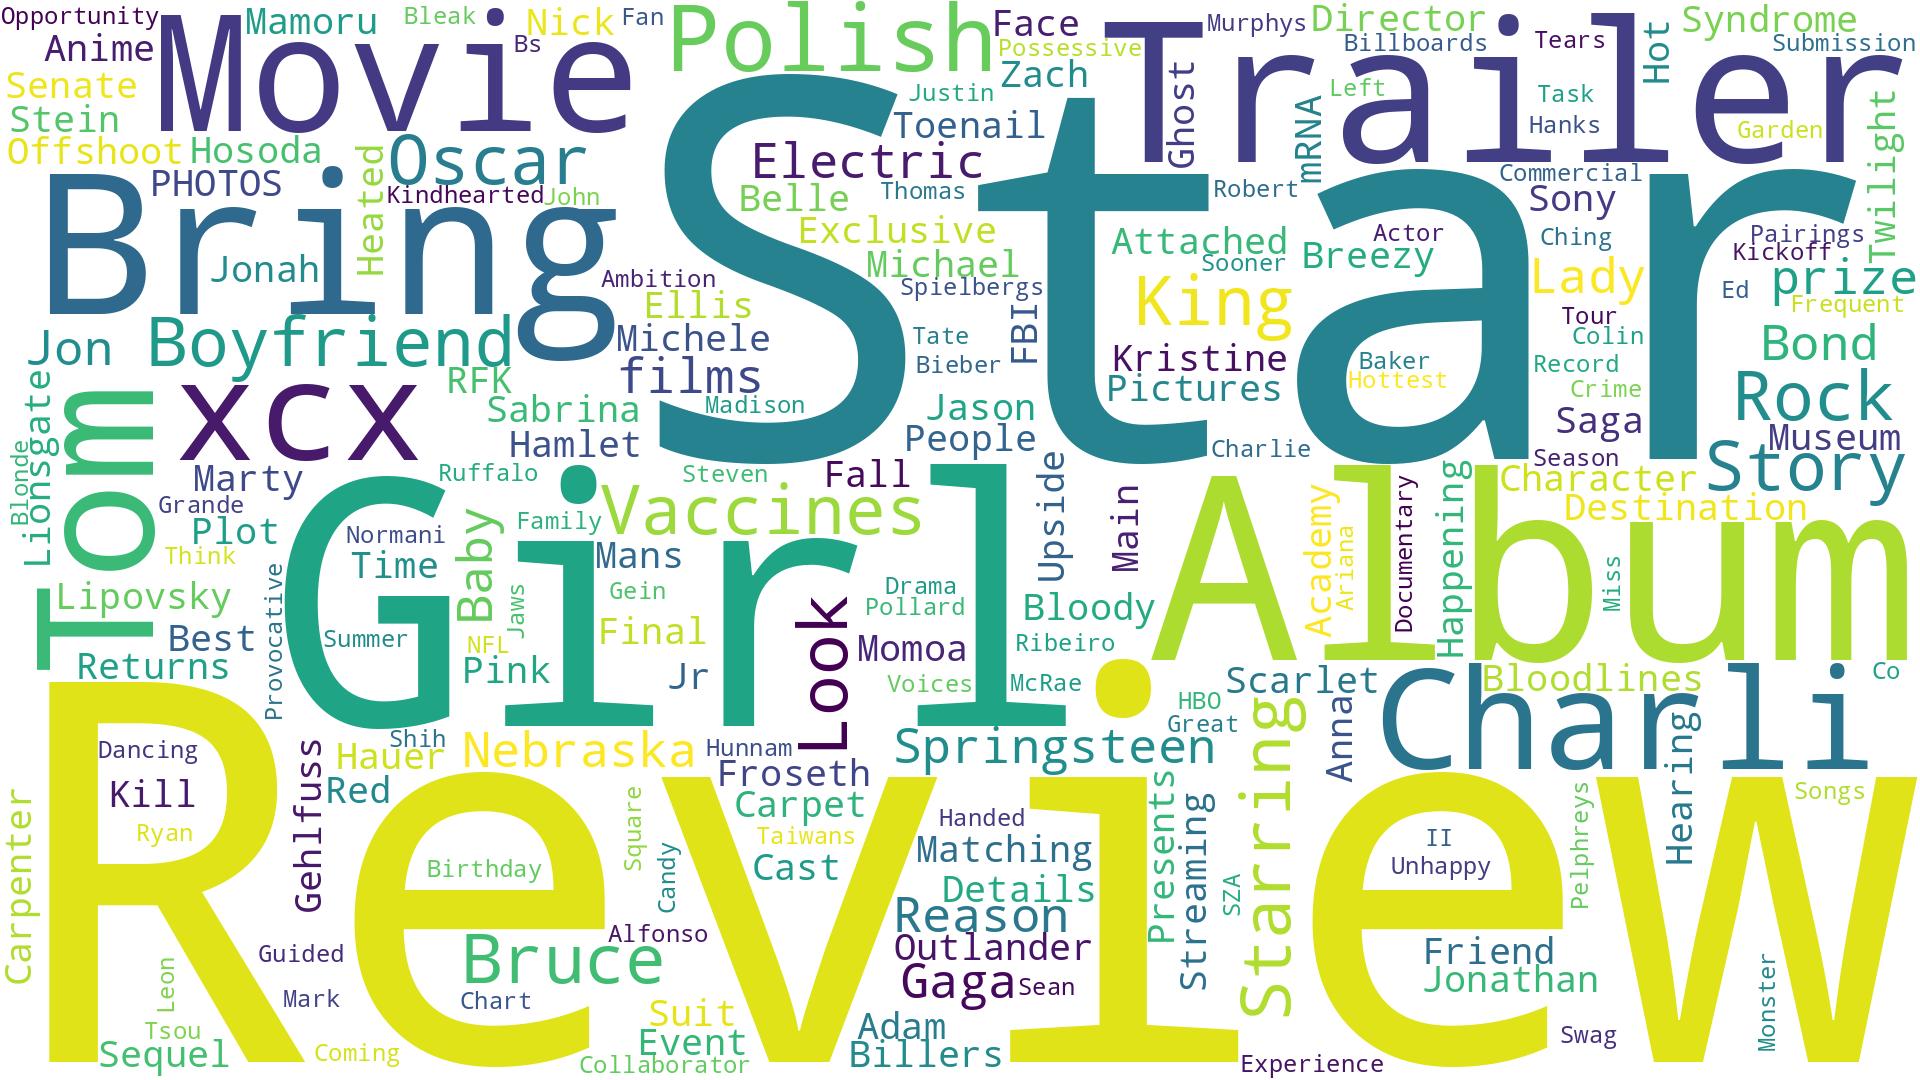 Opportunity
Movie
Mamoru
Bleak
Nick
Fan
Polish
Face
Murphys
Director
Syndrome
Anime
Bs
Possessive
Trailer
Billboards
Tears
Hot
Submission
Senate
Zach
Justin
Ghost
Left
Task
Stein
Toenail
mRNA
Hanks
Garden
Twilight
Offshoot
Hosoda
Heated
Oscar
Electric
Star
PHOTOS
Kindhearted
John
Belle
Thomas
Robert
Commercial
Sony
Bring
Exclusive
Attached
Actor
Ching
Pairings
Jonah
Michael
Sooner
Breezy
Kickoff
Ambition
Spielbergs
Lady
prize
Ellis
King
Ed
Frequent
Jon
Boyfriend
Michele
Tate
FBI
Tour
Colin
Bond
Lionsgate
RFK
films
Bieber
Kristine
Baker
Record
Tom
xcx
Sabrina
Madison
Jason
Pictures
Hottest
Crime
Rock
Hamlet
People
Charlie
Saga
Museum
Blonde
Marty
Ruffalo
Steven
Fall
Season
Story
Grande
Girl.
Upside
Main
Album
Character
Plot
Normani
Family
Vaccines
Academy
Documentary
Happening
Destination
Think
Time
Baby
Mans
Ariana
Provocative
Lipovsky
Jaws
Gein
Drama
Pollard
Bloody
Miss
Best
Summer
NFL
Final
Look
Momoa
Ribeiro
Returns
Pink
Jr
Voices
McRae
HBO
Scarlet
Bloodlines
Co
Review
Shih
Great
Anna
Charli
Dancing
Gehlfuss
Hauer
Nebraska
Hunnam
Springsteen
Starring
Hearing
Kill
Red
Froseth
Presents
Streaming
Songs
Carpenter
Ryan
Square
Carpet
Handed
Pelphreys
Birthday
Candy
Taiwans
Matching
II
Cast
Details
SZA
Unhappy
Bruce
Alfonso
Reason
Guided
Outlander
Friend
Leon
Mark
Chart
Gaga
Sean
Jonathan
Monster
Tsou
Suit
Adam
Swag
Sequel
Coming
Event
Billers
Collaborator
Experience